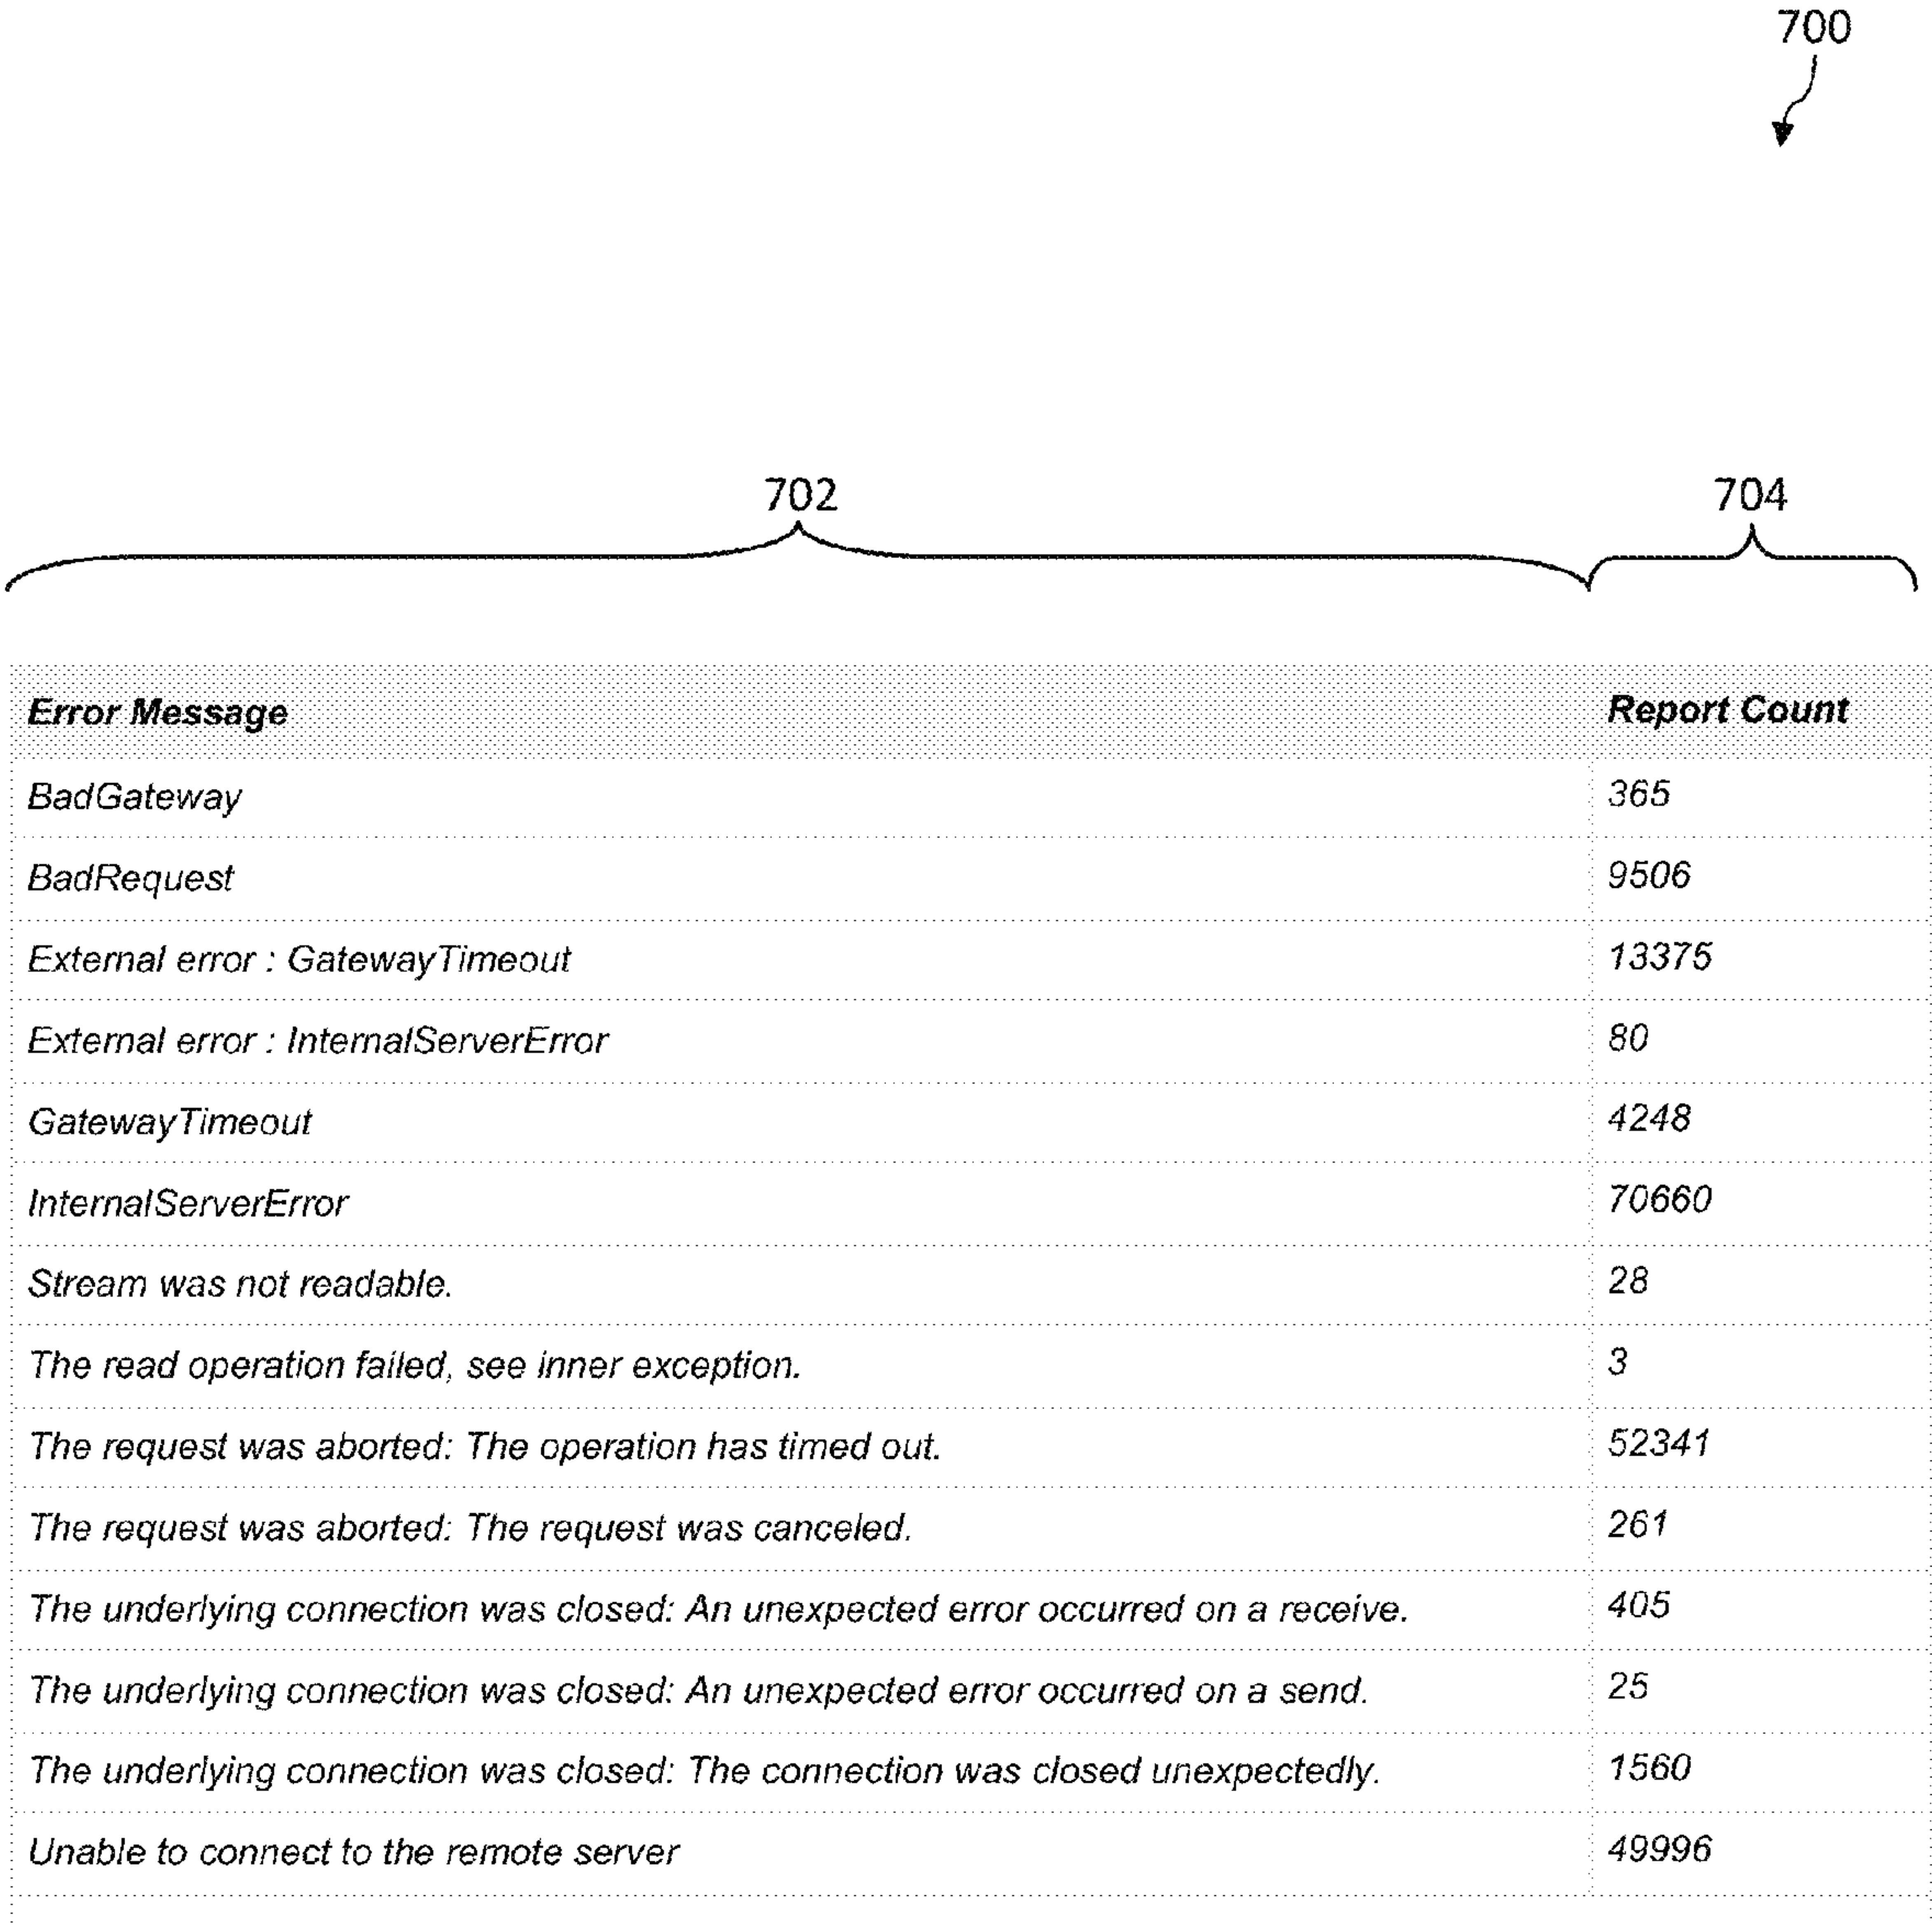 700
702 704
Error Message Report Count
BadGateway 365
BadRequest 9506
External error : GatewayTimeout 13375
External error : InternalServerError 80
GatewayTimeout 4248
InternalServerError 70660
Stream was not readable. 28
The read operation failed, see inner exception. 3
The request was aborted: The operation has timed out. 52341
The request was aborted: The request was canceled. 261
The underlying connection was closed: An unexpected error occurred on a receive. 405
The underlying connection was closed: An unexpected error occurred on a send. 25
The underlying connection was closed: The connection was closed unexpectedly. 1560
Unable to connect to the remote server 49996